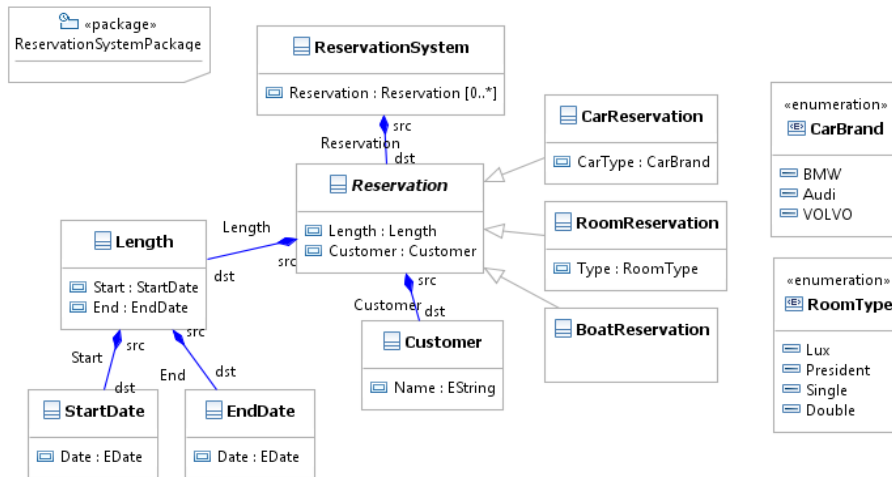 «package»
ReservationSystemPackage
ReservationSystem
Reservation : Reservation [0..*]
src
Reservation
dst
Reservation
Length : Length
Customer : Customer
CarReservation
CarType : CarBrand
RoomReservation
Type : RoomType
BoatReservation
«enumeration»
CarBrand
BMW
Audi
VOLVO
«enumeration»
RoomType
Lux
President
Single
Double
Length
src
dst
Length
Start : StartDate
End : EndDate
src
Customer
dst
Customer
Name : EString
src
Start
dst
src
End
dst
StartDate
Date : EDate
EndDate
Date : EDate